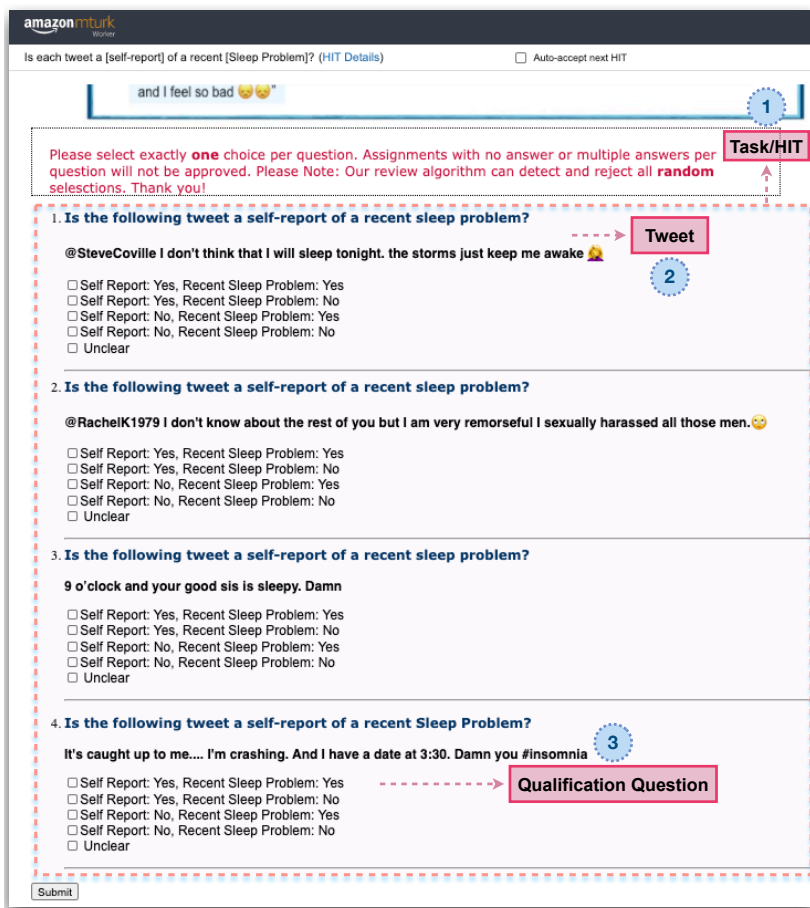 amazonmturk
Worker
Is each tweet a [self-report] of a recent [Sleep Problem]? (HIT Details)
Auto-accept next HIT
and I feel so bad 😞😞"
1
Task/HIT
Please select exactly one choice per question. Assignments with no answer or multiple answers per
question will not be approved. Please Note: Our review algorithm can detect and reject all random
selesctions. Thank you!
1. Is the following tweet a self-report of a recent sleep problem?
Tweet
@SteveCoville I don't think that I will sleep tonight. the storms just keep me awake 🤦‍♀️
2
Self Report: Yes, Recent Sleep Problem: Yes
Self Report: Yes, Recent Sleep Problem: No
Self Report: No, Recent Sleep Problem: Yes
Self Report: No, Recent Sleep Problem: No
Unclear
2. Is the following tweet a self-report of a recent sleep problem?
@RachelK1979 I don't know about the rest of you but I am very remorseful I sexually harassed all those men.🙄
Self Report: Yes, Recent Sleep Problem: Yes
Self Report: Yes, Recent Sleep Problem: No
Self Report: No, Recent Sleep Problem: Yes
Self Report: No, Recent Sleep Problem: No
Unclear
3. Is the following tweet a self-report of a recent sleep problem?
9 o'clock and your good sis is sleepy. Damn
Self Report: Yes, Recent Sleep Problem: Yes
Self Report: Yes, Recent Sleep Problem: No
Self Report: No, Recent Sleep Problem: Yes
Self Report: No, Recent Sleep Problem: No
Unclear
4. Is the following tweet a self-report of a recent Sleep Problem?
It's caught up to me.... I'm crashing. And I have a date at 3:30. Damn you #insomnia
3
Self Report: Yes, Recent Sleep Problem: Yes
Qualification Question
Self Report: Yes, Recent Sleep Problem: No
Self Report: No, Recent Sleep Problem: Yes
Self Report: No, Recent Sleep Problem: No
Unclear
Submit